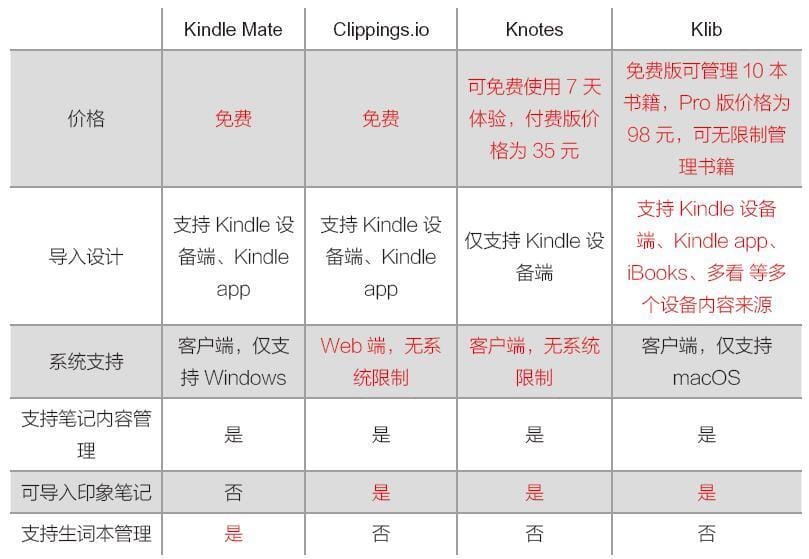 Kindle Mate
Clippings.io
Knotes
Klib
价格
免费
免费
可免费使用 7 天
体验，付费版价
格为 35 元
免费版可管理 10 本
书籍，Pro 版价格为
98 元，可无限制管
理书籍
导入设计
支持 Kindle 设
备端、Kindle
app
支持 Kindle 设
备端、Kindle
app
仅支持 Kindle 设
备端
支持 Kindle 设备
端、Kindle app、
iBooks、多看 等多
个设备内容来源
系统支持
客户端，仅支
持 Windows
Web 端，无系
统限制
客户端，无系统
限制
客户端，仅支持
macOS
支持笔记内容管
理
是
是
是
是
可导入印象笔记
否
是
是
是
支持生词本管理
是
否
否
否